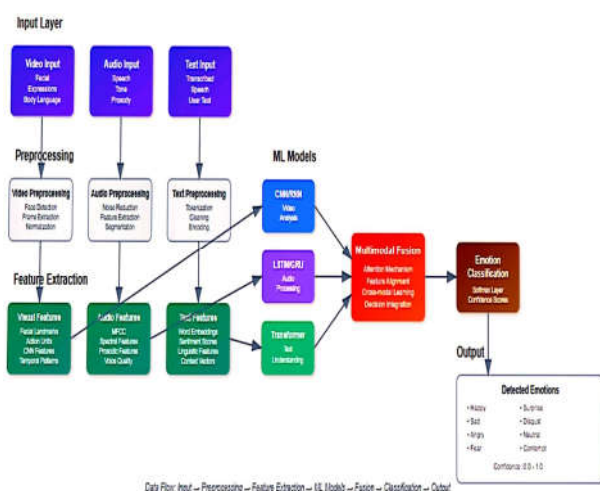 Input Layer
Video Input
Facial
Expressions
Body Language
Audio Input
Speech
Tone
Prosody
Text Input
Transcribed
Speech
User Text
Preprocessing
Video Preprocessing
Face Detection
Frame Extraction
Normalization
Audio Preprocessing
Noise Reduction
Feature Extraction
Segmentation
Text Preprocessing
Tokenization
Cleaning
Encoding
Feature Extraction
Visual Features
Facial Landmarks
Action Units
CNN Features
Temporal Patterns
Audio Features
MFCC
Spectral Features
Prosodic Features
Voice Quality
Text Features
Word Embeddings
Sentiment Scores
Linguistic Features
Context Vectors
ML Models
CNN/RNN
Video
Analysis
LSTM/GRU
Audio
Processing
Transformer
Text
Understanding
Multimodal Fusion
Attention Mechanism
Feature Alignment
Cross-modal Learning
Decision Integration
Emotion
Classification
Softmax Layer
Confidence Scores
Output
Detected Emotions
• Happy
• Sad
• Angry
• Fear
• Surprise
• Disgust
• Neutral
• Contempt
Confidence: 0.0 - 1.0
Data Flow: Input → Preprocessing → Feature Extraction → ML Models → Fusion → Classification → Output